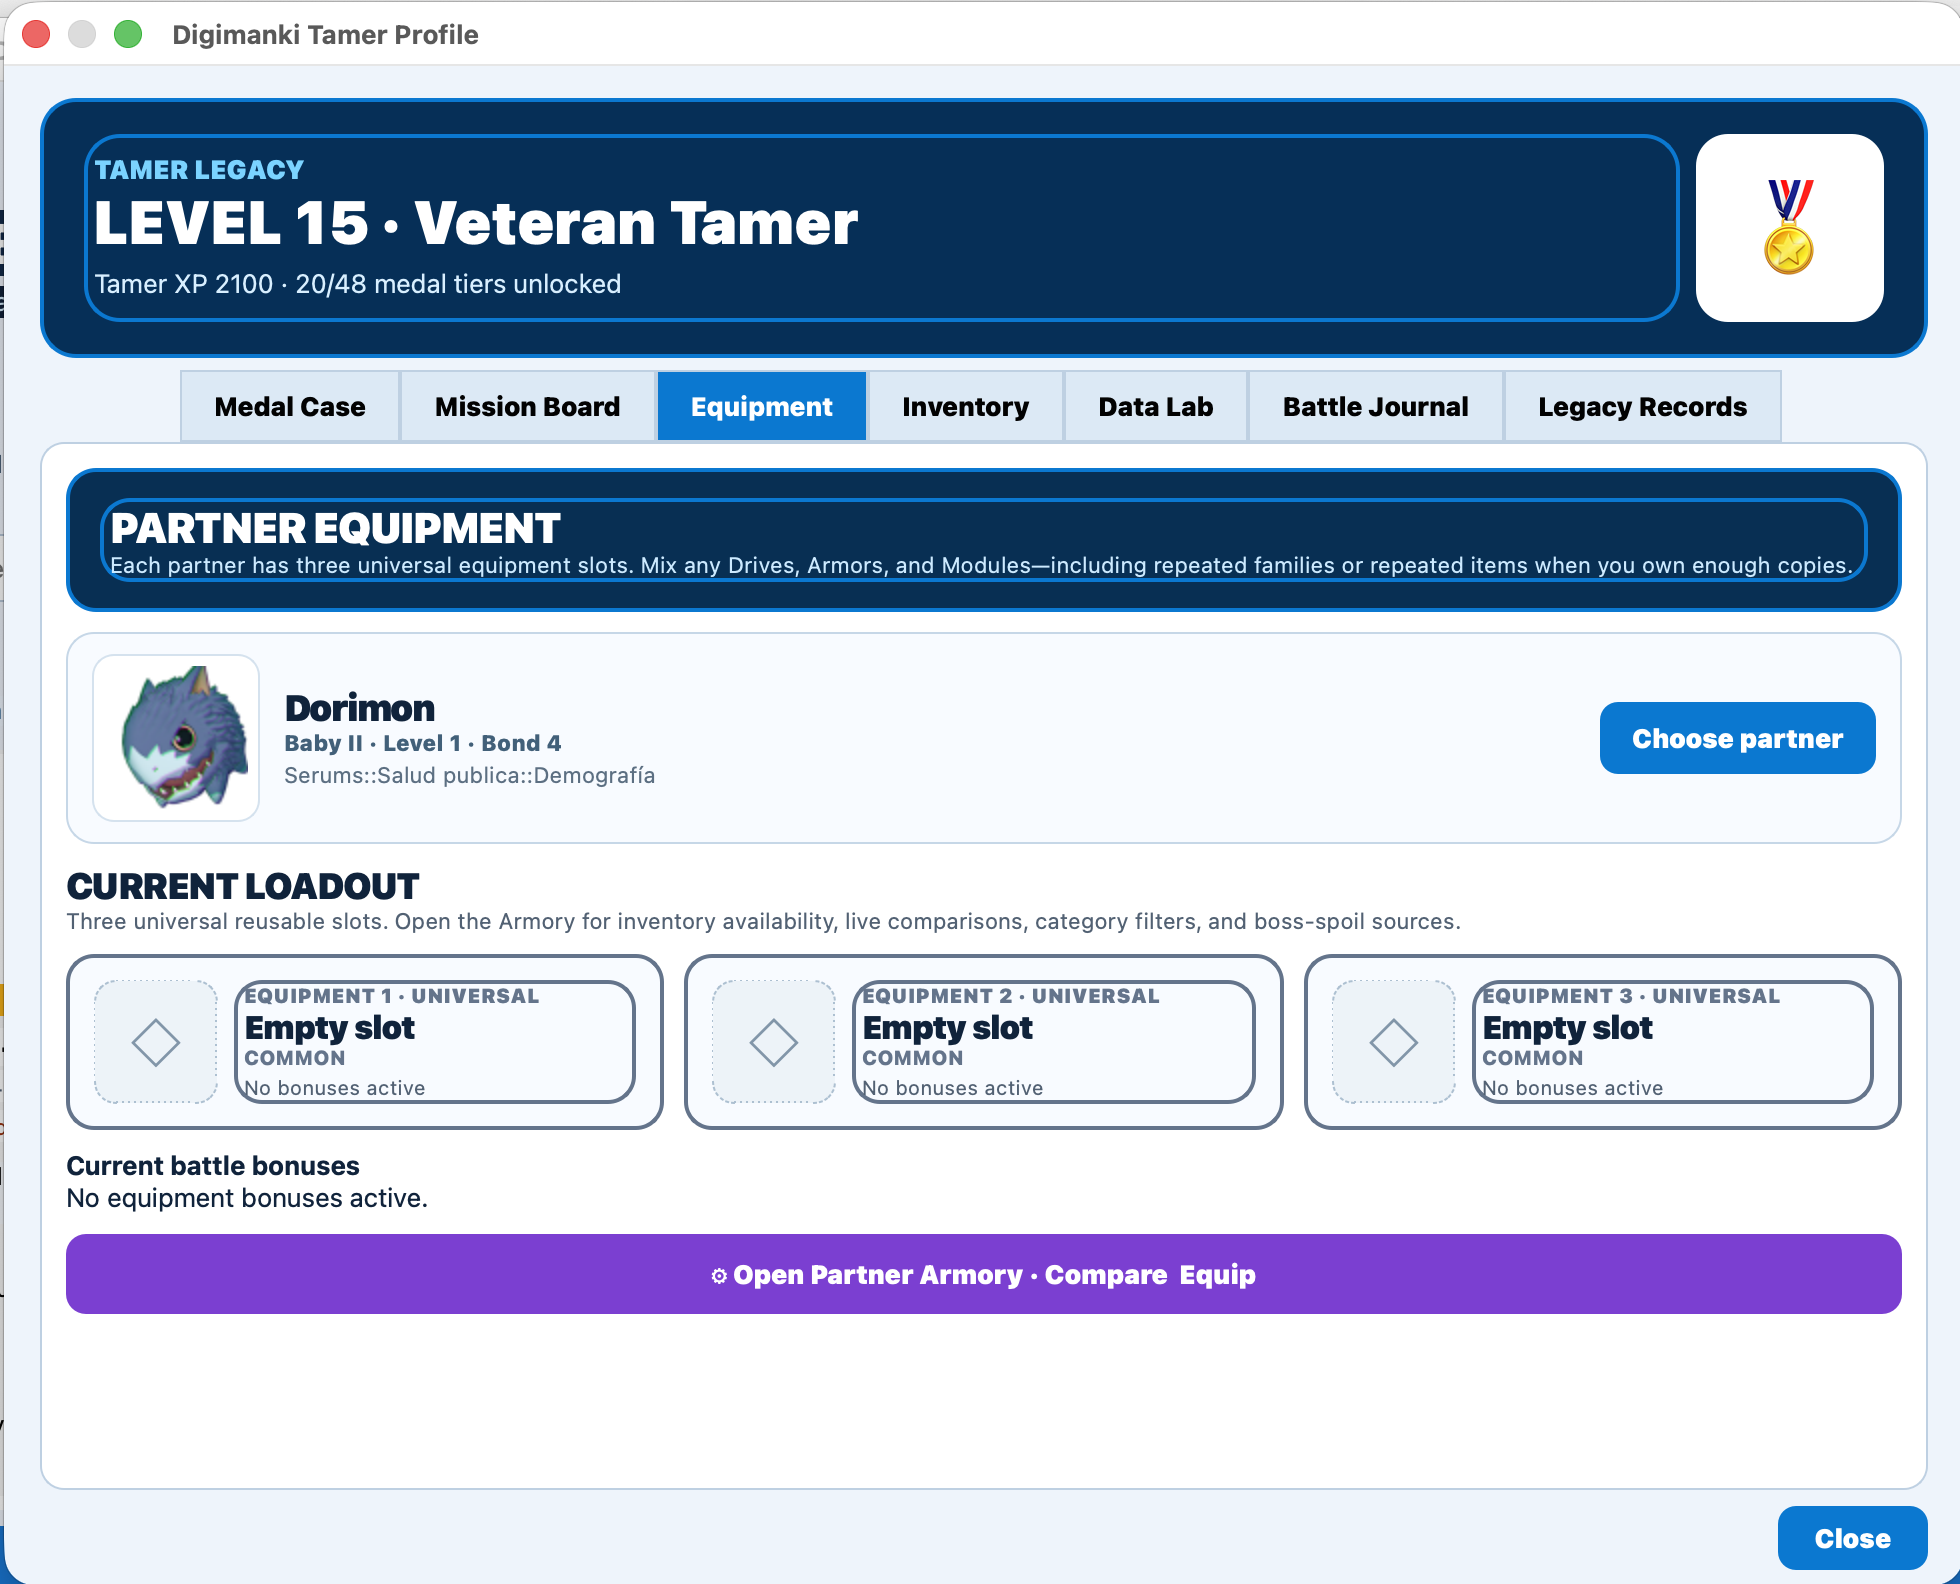 Digimanki Tamer Profile
TAMER LEGACY
LEVEL 15 · Veteran Tamer
Tamer XP 2100 · 20/48 medal tiers unlocked
Medal Case
Mission Board
Equipment
Inventory
Data Lab
Battle Journal
Legacy Records
PARTNER EQUIPMENT
Each partner has three universal equipment slots. Mix any Drives, Armors, and Modules—including repeated families or repeated items when you own enough copies.
Dorimon
Baby II · Level 1 · Bond 4
Serums::Salud publica::Demografía
Choose partner
CURRENT LOADOUT
Three universal reusable slots. Open the Armory for inventory availability, live comparisons, category filters, and boss-spoil sources.
EQUIPMENT 1 · UNIVERSAL
Empty slot
COMMON
No bonuses active
EQUIPMENT 2 · UNIVERSAL
Empty slot
COMMON
No bonuses active
EQUIPMENT 3 · UNIVERSAL
Empty slot
COMMON
No bonuses active
Current battle bonuses
No equipment bonuses active.
⚙ Open Partner Armory · Compare  Equip
Close